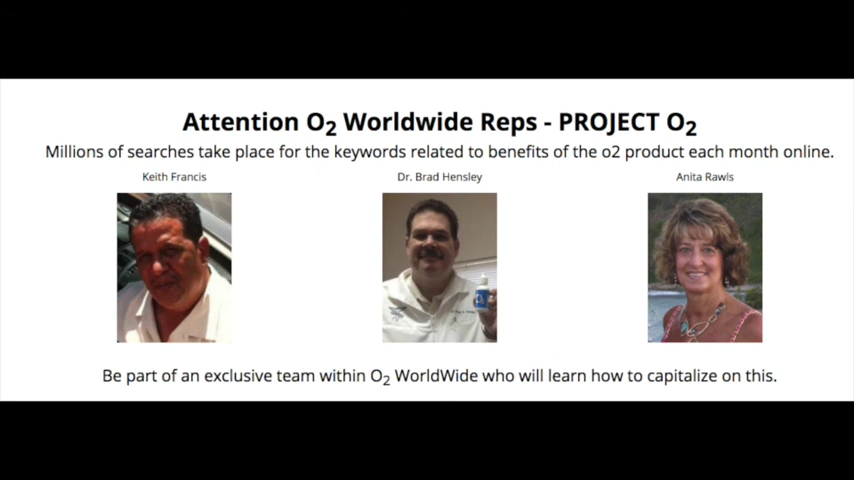 Attention O2 Worldwide Reps - PROJECT O2
Millions of searches take place for the keywords related to benefits of the o2 product each month online.
Keith Francis Dr. Brad Hensley Anita Rawls
Be part of an exclusive team within O2 WorldWide who will learn how to capitalize on this.